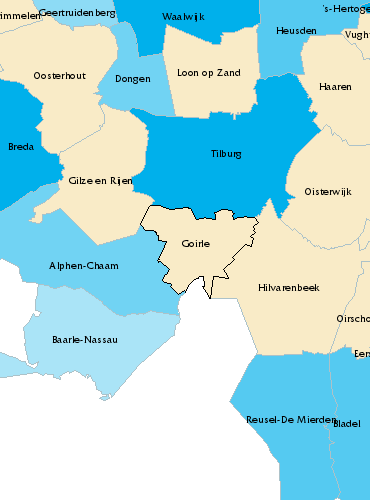 Geertruidenberg
Waalwijk
's-Hertoge
immelen
Heusden
Vught
Oosterhout
Dongen
Loon op Zand
Haaren
Breda
Tilburg
Gilze en Rijen
Oisterwijk
Goirle
Alphen-Chaam
Hilvarenbeek
Oirscho
Baarle-Nassau
Eer
Reusel-De Mierden
Bladel